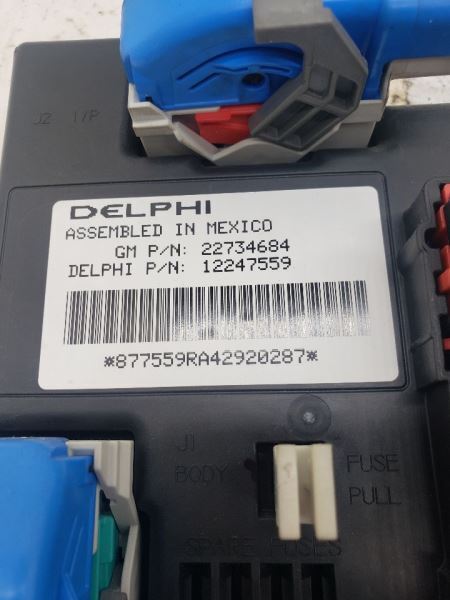 J2 I/P
DELPHI
ASSEMBLED IN MEXICO
GM P/N: 22734684
DELPHI P/N: 12247559
*877559RA42920287*
J1
BODY
FUSE
PULL
SPARE FUSES